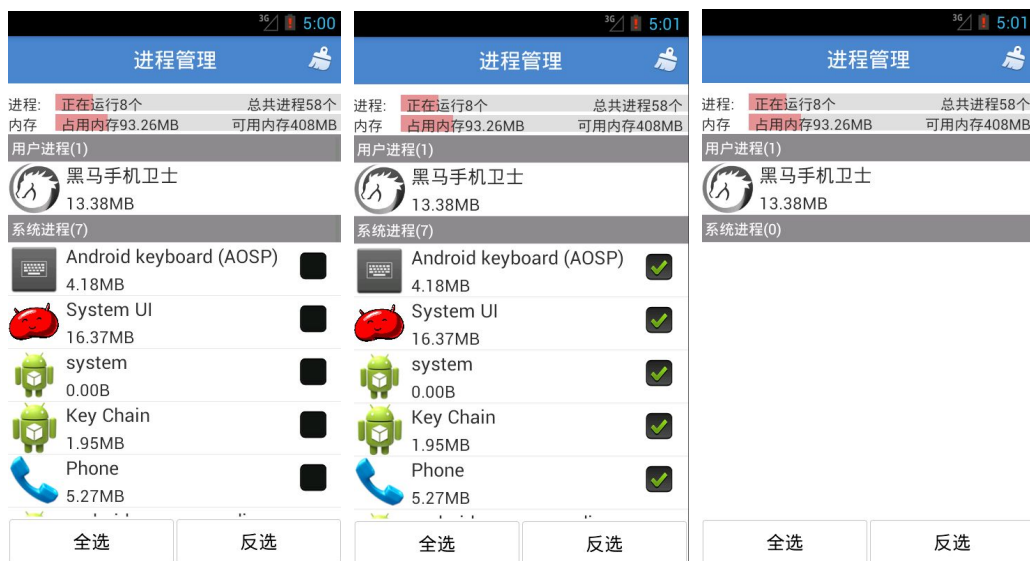 3G 5:00
进程管理
进程: 正在运行8个 总共进程58个
内存 占用内存93.26MB 可用内存408MB
用户进程(1)
黑马手机卫士
13.38MB
系统进程(7)
Android keyboard (AOSP)
4.18MB
System UI
16.37MB
system
0.00B
Key Chain
1.95MB
Phone
5.27MB
全选 反选
3G 5:01
进程管理
进程: 正在运行8个 总共进程58个
内存 占用内存93.26MB 可用内存408MB
用户进程(1)
黑马手机卫士
13.38MB
系统进程(7)
Android keyboard (AOSP)
4.18MB
System UI
16.37MB
system
0.00B
Key Chain
1.95MB
Phone
5.27MB
全选 反选
3G 5:01
进程管理
进程: 正在运行8个 总共进程58个
内存 占用内存93.26MB 可用内存408MB
用户进程(1)
黑马手机卫士
13.38MB
系统进程(0)
全选 反选